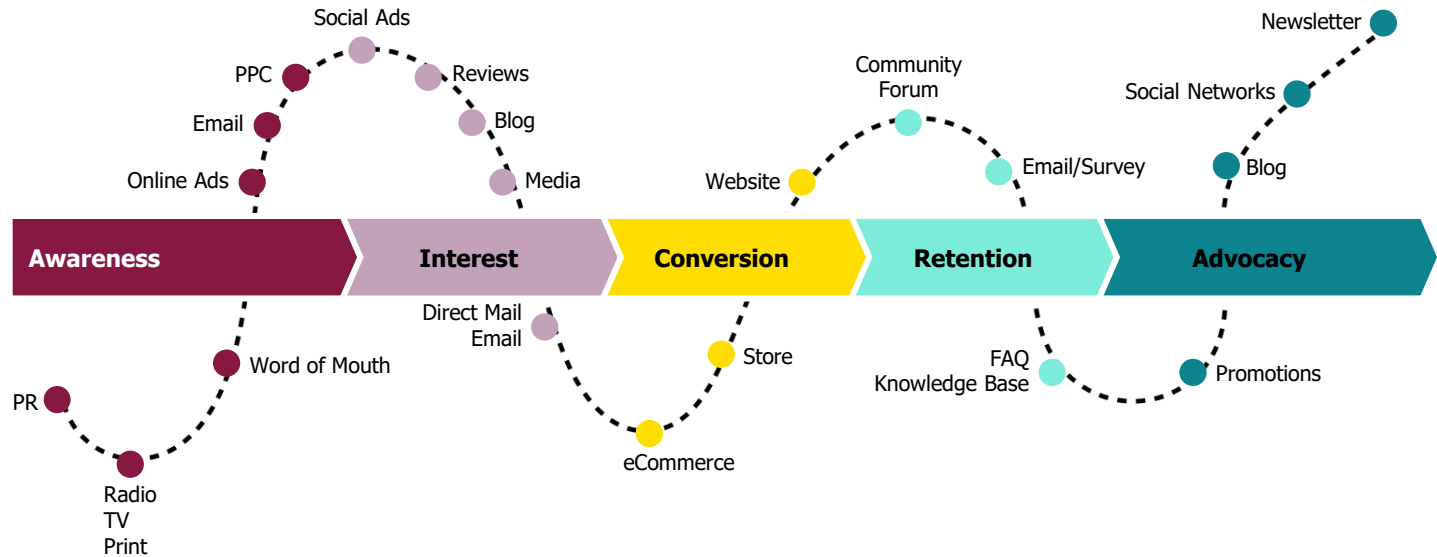 Social Ads
Newsletter
PPC
Reviews
Community
Forum
Social Networks
Email
Blog
Online Ads
Media
Website
Email/Survey
Blog
Awareness
Interest
Conversion
Retention
Advocacy
Direct Mail
Email
Word of Mouth
Store
FAQ
Knowledge Base
Promotions
PR
eCommerce
Radio
TV
Print